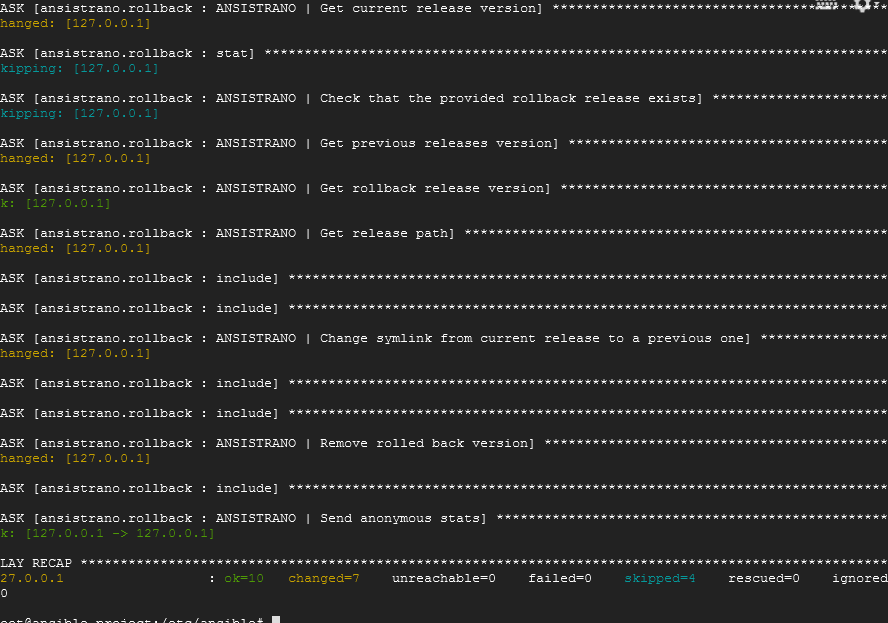 ASK [ansistrano.rollback : ANSISTRANO | Get current release version] ******************************************
hanged: [127.0.0.1]
ASK [ansistrano.rollback : stat] ******************************************************************************
kipping: [127.0.0.1]
ASK [ansistrano.rollback : ANSISTRANO | Check that the provided rollback release exists] **********************
kipping: [127.0.0.1]
ASK [ansistrano.rollback : ANSISTRANO | Get previous releases version] ****************************************
hanged: [127.0.0.1]
ASK [ansistrano.rollback : ANSISTRANO | Get rollback release version] *****************************************
k: [127.0.0.1]
ASK [ansistrano.rollback : ANSISTRANO | Get release path] *****************************************************
hanged: [127.0.0.1]
ASK [ansistrano.rollback : include] ***************************************************************************
ASK [ansistrano.rollback : include] ***************************************************************************
ASK [ansistrano.rollback : ANSISTRANO | Change symlink from current release to a previous one] ****************
hanged: [127.0.0.1]
ASK [ansistrano.rollback : include] ***************************************************************************
ASK [ansistrano.rollback : include] ***************************************************************************
ASK [ansistrano.rollback : ANSISTRANO | Remove rolled back version] *******************************************
hanged: [127.0.0.1]
ASK [ansistrano.rollback : include] ***************************************************************************
ASK [ansistrano.rollback : ANSISTRANO | Send anonymous stats] *************************************************
k: [127.0.0.1 -> 127.0.0.1]
LAY RECAP *****************************************************************************************************
27.0.0.1                  : ok=10   changed=7    unreachable=0    failed=0    skipped=4    rescued=0    ignored
0
oot@ansible-project:/etc/ansible#